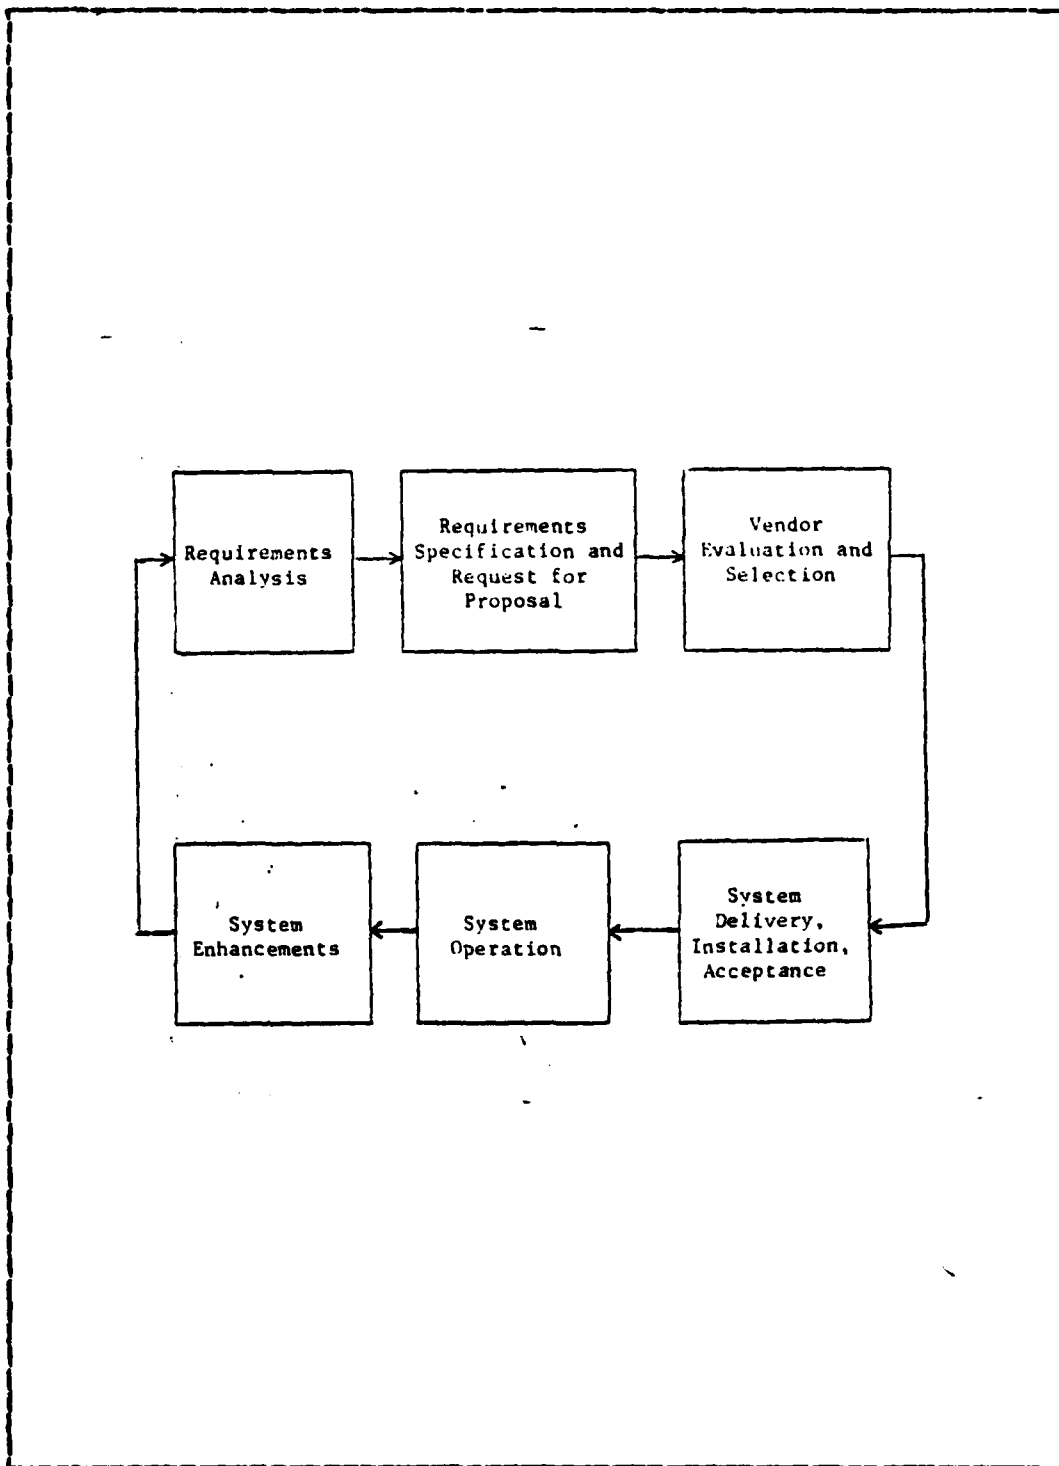 Requirements
Analysis
Requirements
Specification and
Request for
Proposal
Vendor
Evaluation and
Selection
System
Enhancements
System
Operation
System
Delivery,
Installation,
Acceptance